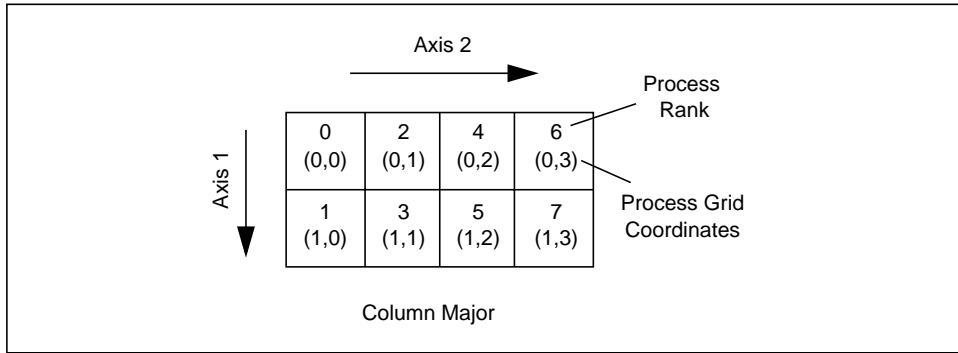 Axis 2
Process
Rank
Axis 1
0 2 4 6
(0,0) (0,1) (0,2) (0,3)
1 3 5 7
(1,0) (1,1) (1,2) (1,3)
Process Grid
Coordinates
Column Major